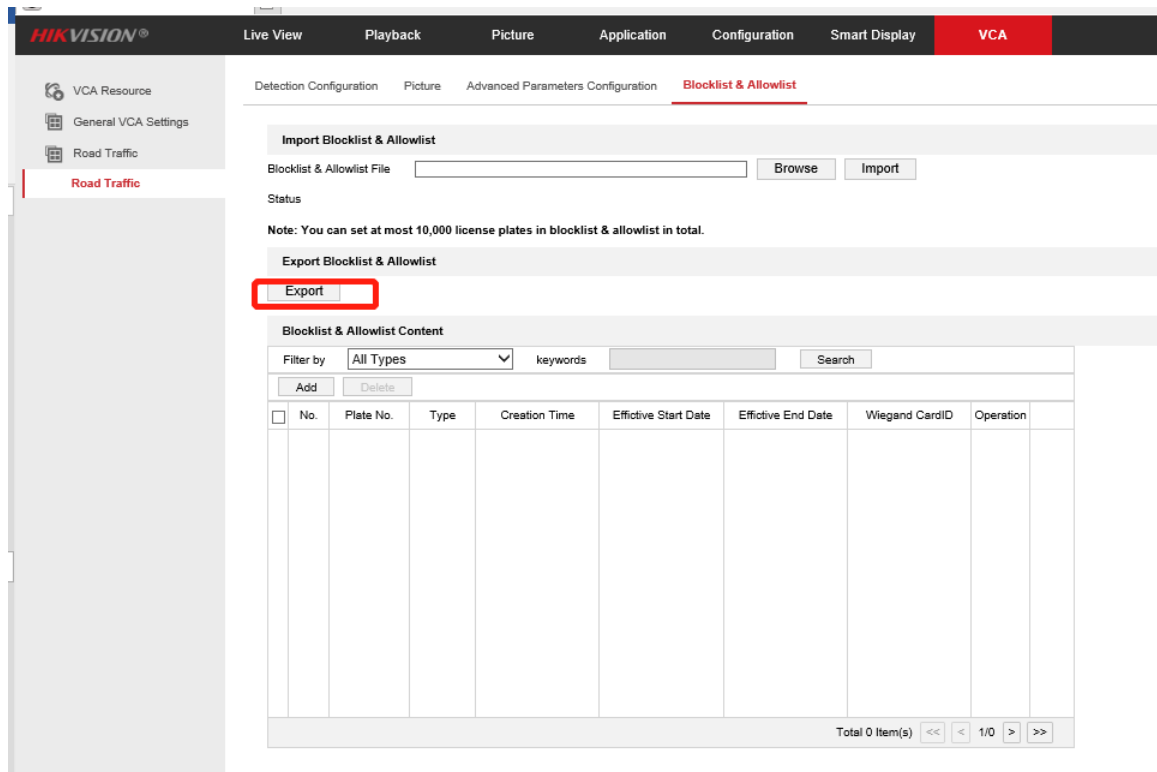 HIKVISION®
Live View Playback Picture Application Configuration Smart Display VCA
VCA Resource
General VCA Settings
Road Traffic
Road Traffic
Detection Configuration Picture Advanced Parameters Configuration Blocklist & Allowlist
Import Blocklist & Allowlist
Blocklist & Allowlist File Browse Import
Status
Note: You can set at most 10,000 license plates in blocklist & allowlist in total.
Export Blocklist & Allowlist
Export
Blocklist & Allowlist Content
Filter by All Types keywords Search
Add Delete
No. Plate No. Type Creation Time Effictive Start Date Effictive End Date Wiegand CardID Operation
Total 0 Item(s) << < 1/0 > >>